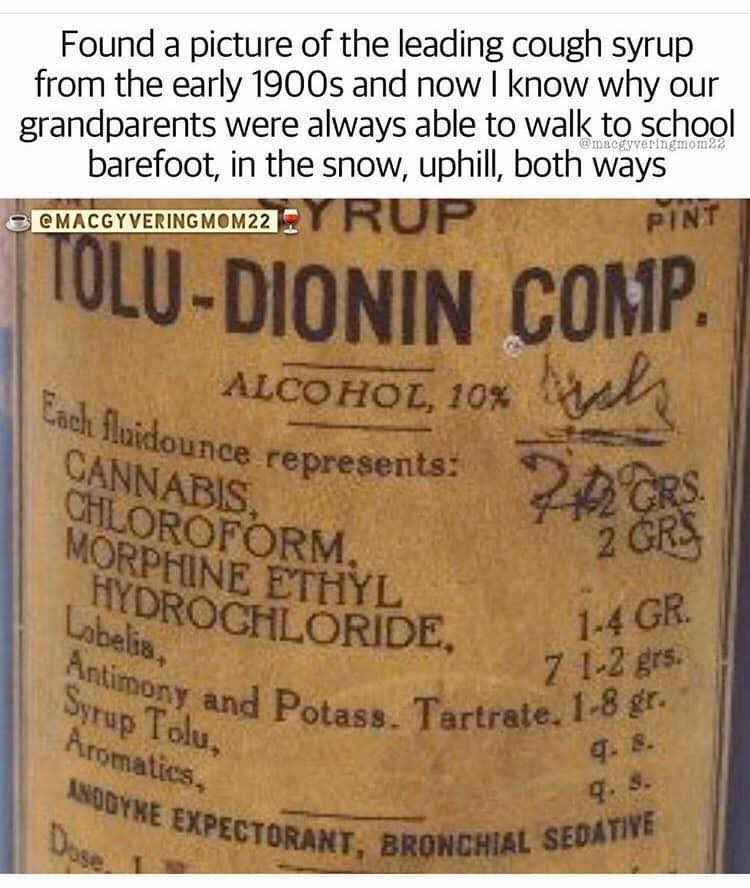 Found a picture of the leading cough syrup
from the early 1900s and now I know why our
grandparents were always able to walk to school
@macgyveringmom22
barefoot, in the snow, uphill, both ways
@MACGYVERINGMOM22
YRUP
PINT
TOLU-DIONIN COMP.
ALCOHOL, 10%
Each fluidounce represents:
CANNABIS, GRS.
CHLOROFORM, 2 GRS
MORPHINE ETHYL
HYDROCHLORIDE, 1-4 GR.
Lobelia, 7 1-2 grs.
Antimony and Potass. Tartrate, 1-8 gr.
Syrup Tolu, q. s.
Aromatics, q. s.
ANODYNE EXPECTORANT, BRONCHIAL SEDATIVE
Dose